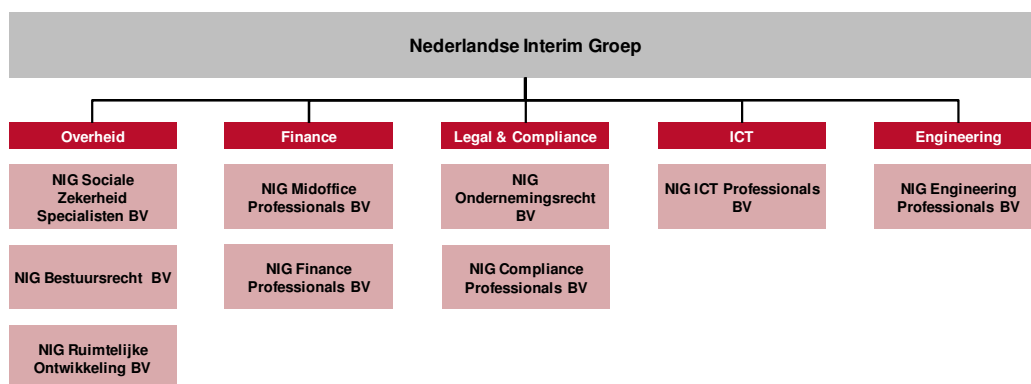 Nederlandse Interim Groep
Overheid
Finance
Legal & Compliance
ICT
Engineering
NIG Sociale
Zekerheid
Specialisten BV
NIG Midoffice
Professionals BV
NIG
Ondernemingsrecht
BV
NIG ICT Professionals
BV
NIG Engineering
Professionals BV
NIG Bestuursrecht BV
NIG Finance
Professionals BV
NIG Compliance
Professionals BV
NIG Ruimtelijke
Ontwikkeling BV